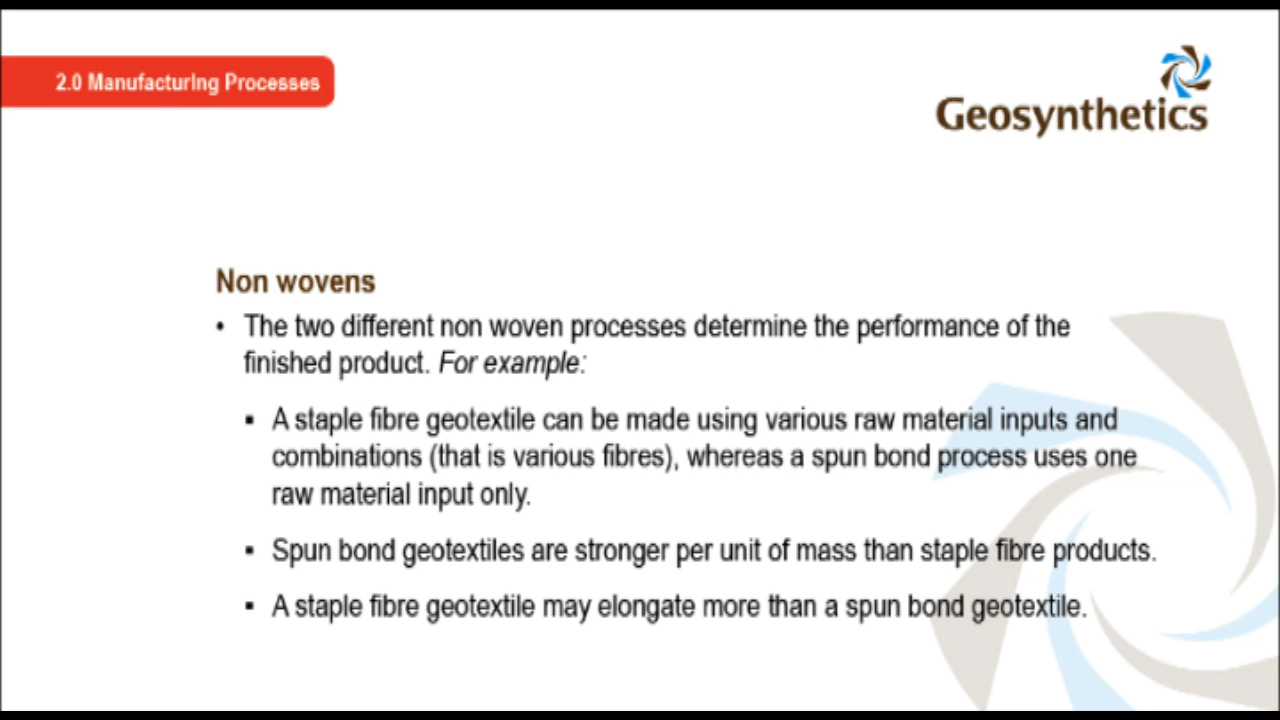 2.0 Manufacturing Processes
Geosynthetics
Non wovens
• The two different non woven processes determine the performance of the
finished product. For example:
▪ A staple fibre geotextile can be made using various raw material inputs and
combinations (that is various fibres), whereas a spun bond process uses one
raw material input only.
▪ Spun bond geotextiles are stronger per unit of mass than staple fibre products.
▪ A staple fibre geotextile may elongate more than a spun bond geotextile.